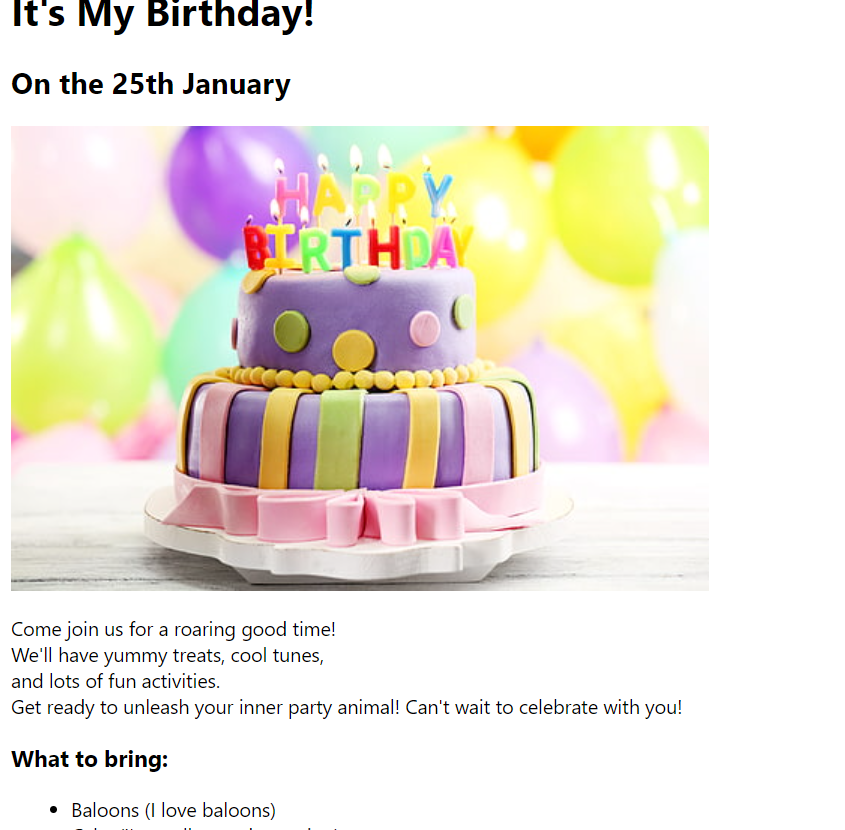 It's My Birthday!
On the 25th January
HAPPY
BIRTHDAY
Come join us for a roaring good time!
We'll have yummy treats, cool tunes,
and lots of fun activities.
Get ready to unleash your inner party animal! Can't wait to celebrate with you!
What to bring:
Baloons (I love baloons)